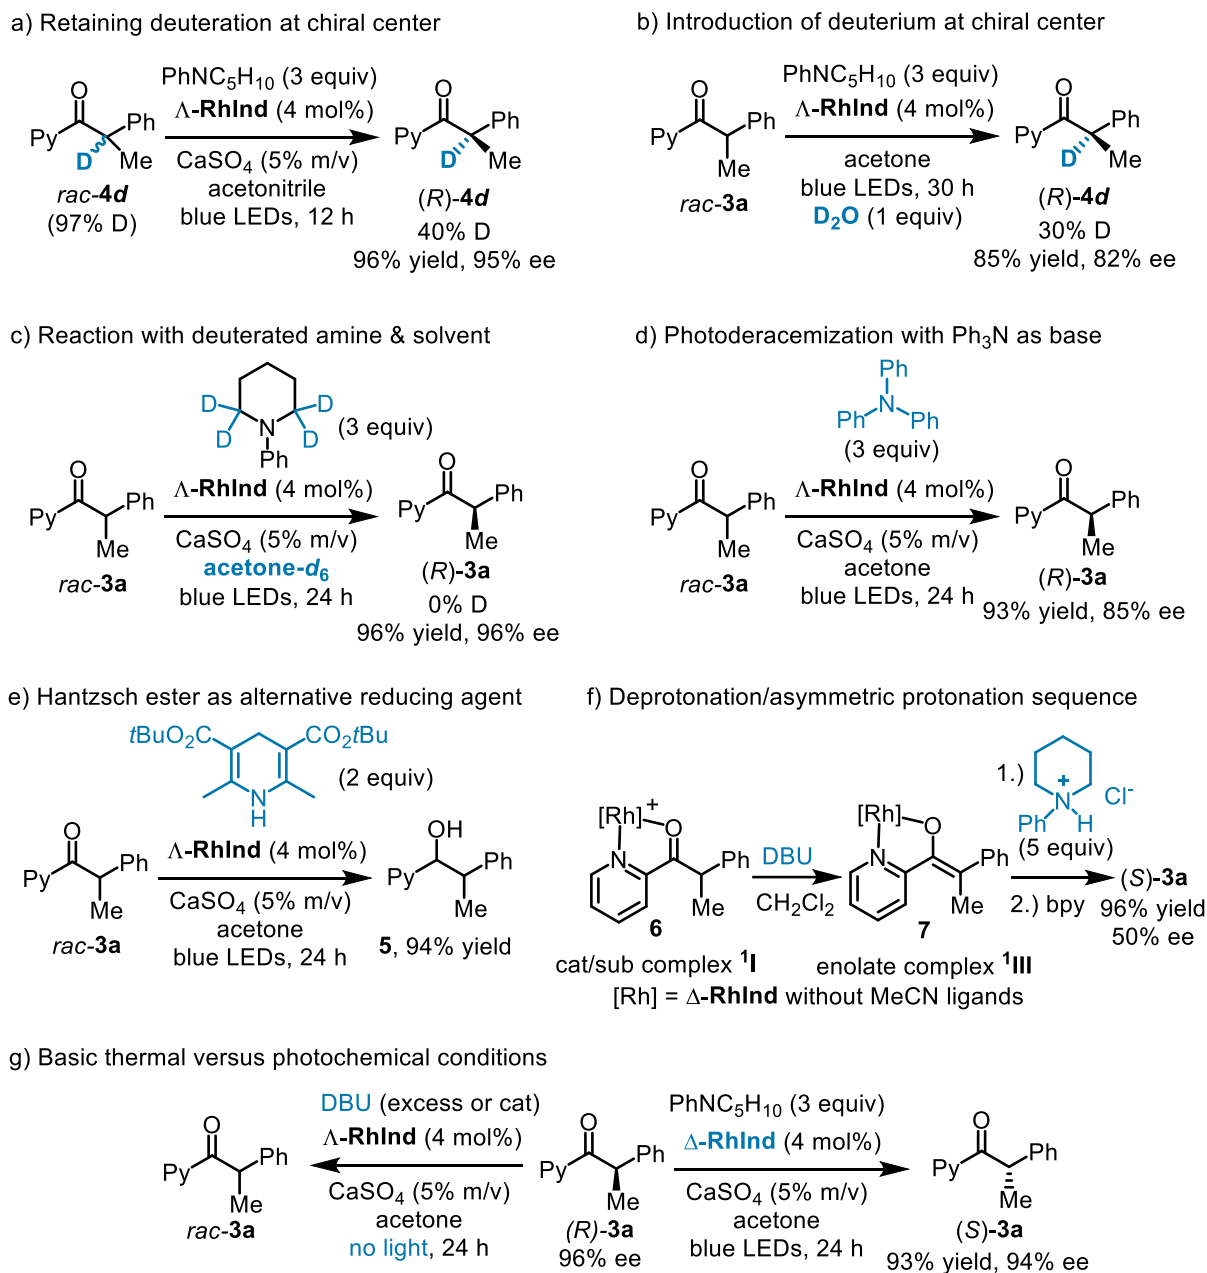 a) Retaining deuteration at chiral center
PhNC5H10 (3 equiv)
Λ-RhInd (4 mol%)
CaSO4 (5% m/v)
acetonitrile
blue LEDs, 12 h
O
Py
Ph
D
Me
rac-4d
(97% D)
O
Py
Ph
D
Me
(R)-4d
40% D
96% yield, 95% ee
b) Introduction of deuterium at chiral center
PhNC5H10 (3 equiv)
Λ-RhInd (4 mol%)
acetone
blue LEDs, 30 h
D2O (1 equiv)
O
Py
Ph
Me
rac-3a
O
Py
Ph
D
Me
(R)-4d
30% D
85% yield, 82% ee
c) Reaction with deuterated amine & solvent
D
D
D
D
N
Ph
(3 equiv)
Λ-RhInd (4 mol%)
CaSO4 (5% m/v)
acetone-d6
blue LEDs, 24 h
O
Py
Ph
Me
rac-3a
O
Py
Ph
Me
(R)-3a
0% D
96% yield, 96% ee
d) Photoderacemization with Ph3N as base
Ph
N
Ph
Ph
(3 equiv)
Λ-RhInd (4 mol%)
CaSO4 (5% m/v)
acetone
blue LEDs, 24 h
O
Py
Ph
Me
rac-3a
O
Py
Ph
Me
(R)-3a
93% yield, 85% ee
e) Hantzsch ester as alternative reducing agent
tBuO2C
CO2tBu
N
H
(2 equiv)
Λ-RhInd (4 mol%)
CaSO4 (5% m/v)
acetone
blue LEDs, 24 h
O
Py
Ph
Me
rac-3a
OH
Py
Ph
Me
5, 94% yield
f) Deprotonation/asymmetric protonation sequence
[Rh]
+
O
N
Ph
Me
6
cat/sub complex 1I
DBU
CH2Cl2
[Rh]
O
N
Ph
Me
7
enolate complex 1III
1.)
+
N
Ph
H
Cl-
(5 equiv)
2.) bpy
(S)-3a
96% yield
50% ee
[Rh] = Δ-RhInd without MeCN ligands
g) Basic thermal versus photochemical conditions
DBU (excess or cat)
Λ-RhInd (4 mol%)
CaSO4 (5% m/v)
acetone
no light, 24 h
O
Py
Ph
Me
rac-3a
O
Py
Ph
Me
(R)-3a
96% ee
PhNC5H10 (3 equiv)
Δ-RhInd (4 mol%)
CaSO4 (5% m/v)
acetone
blue LEDs, 24 h
O
Py
Ph
Me
(S)-3a
93% yield, 94% ee